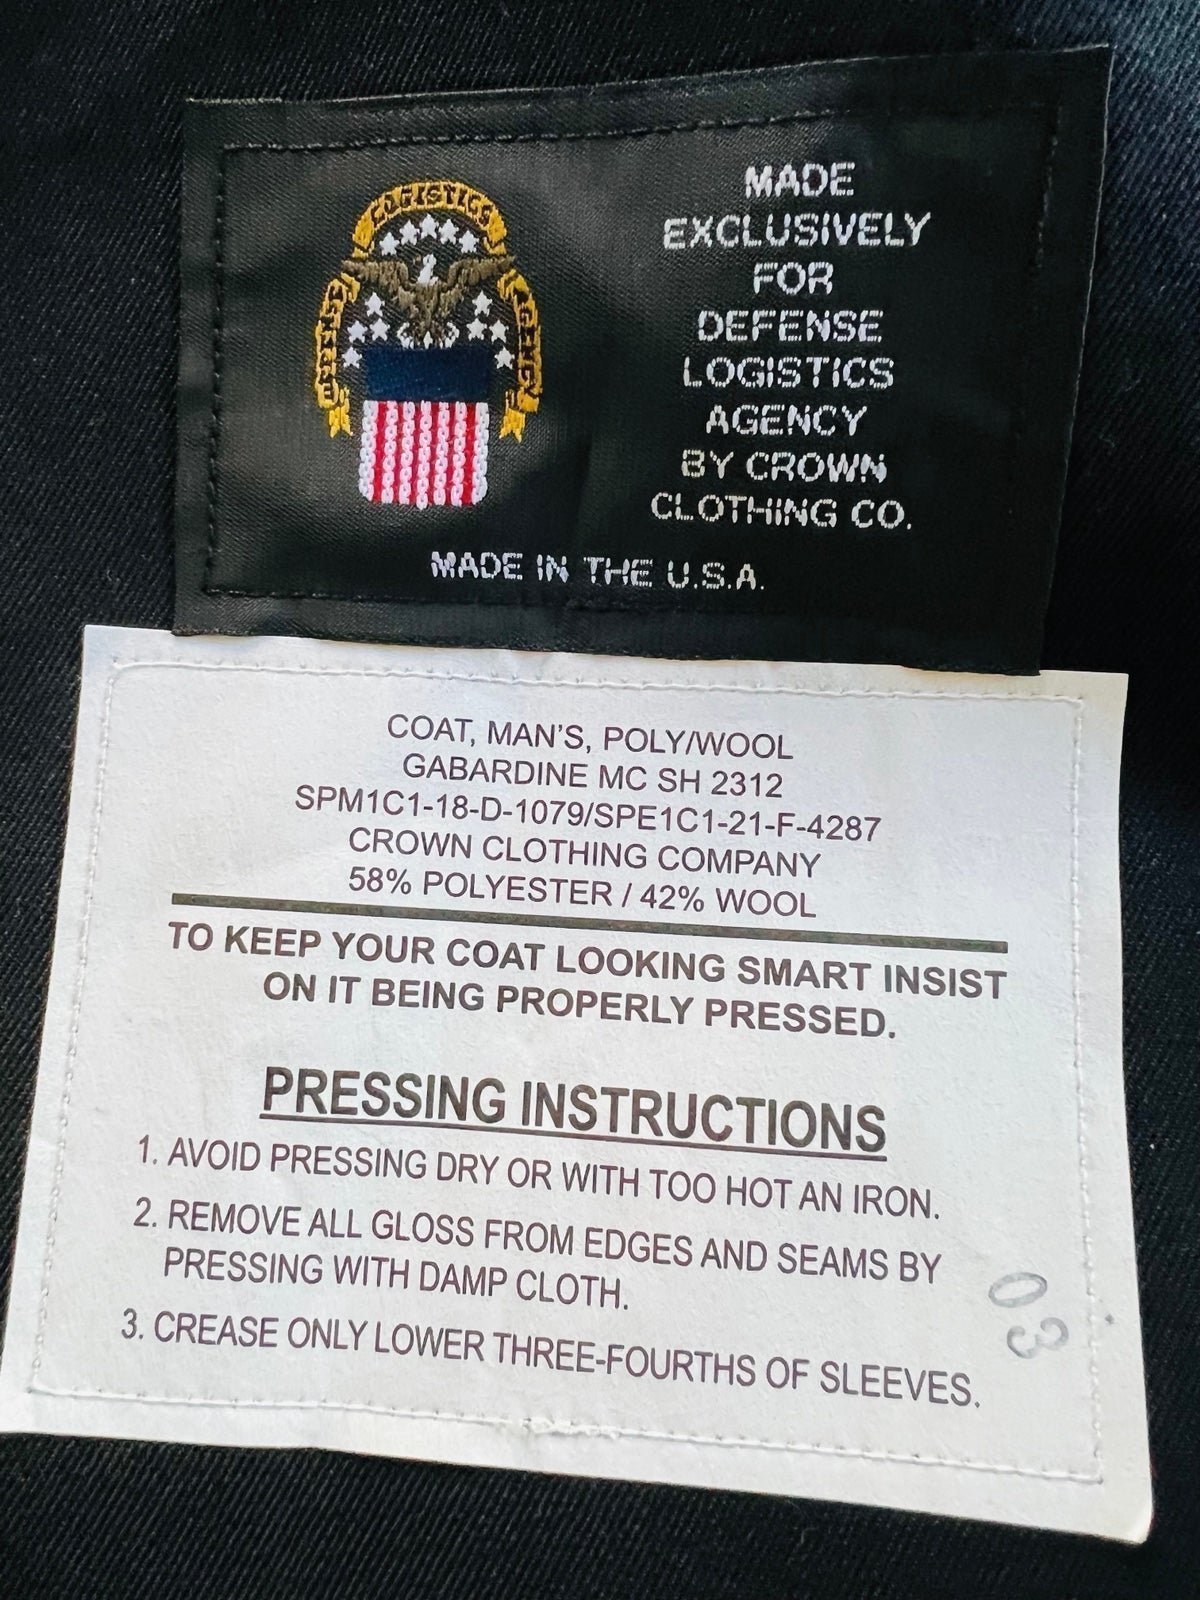 DEFENSE LOGISTICS AGENCY
MADE
EXCLUSIVELY
FOR
DEFENSE
LOGISTICS
AGENCY
BY CROWN
CLOTHING CO.
MADE IN THE U.S.A.
COAT, MAN'S, POLY/WOOL
GABARDINE MC SH 2312
SPM1C1-18-D-1079/SPE1C1-21-F-4287
CROWN CLOTHING COMPANY
58% POLYESTER / 42% WOOL
TO KEEP YOUR COAT LOOKING SMART INSIST
ON IT BEING PROPERLY PRESSED.
PRESSING INSTRUCTIONS
1. AVOID PRESSING DRY OR WITH TOO HOT AN IRON.
2. REMOVE ALL GLOSS FROM EDGES AND SEAMS BY
PRESSING WITH DAMP CLOTH.
3. CREASE ONLY LOWER THREE-FOURTHS OF SLEEVES.
03